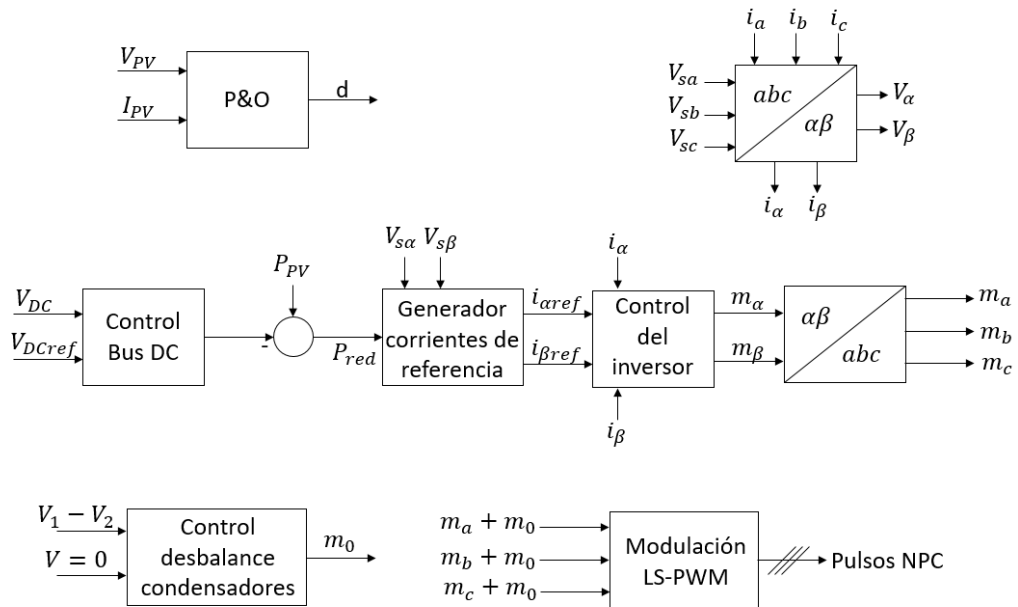 V_PV
I_PV
P&O
d
i_a i_b i_c
V_sa
V_sb
V_sc
abc
αβ
V_α
V_β
i_α i_β
V_DC
V_DCref
Control
Bus DC
P_PV
-
P_red
V_sα V_sβ
Generador
corrientes de
referencia
i_αref
i_βref
i_α
Control
del
inversor
i_β
m_α
m_β
αβ
abc
m_a
m_b
m_c
V_1 − V_2
V = 0
Control
desbalance
condensadores
m_0
m_a + m_0
m_b + m_0
m_c + m_0
Modulación
LS-PWM
Pulsos NPC